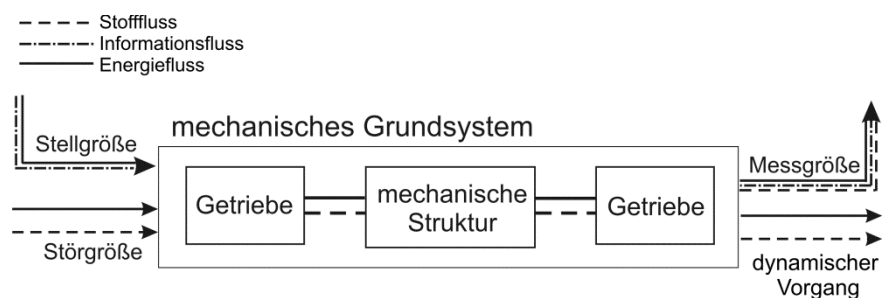 Stofffluss
Informationsfluss
Energiefluss
mechanisches Grundsystem
Stellgröße
Messgröße
Getriebe
mechanische
Struktur
Getriebe
Störgröße
dynamischer
Vorgang